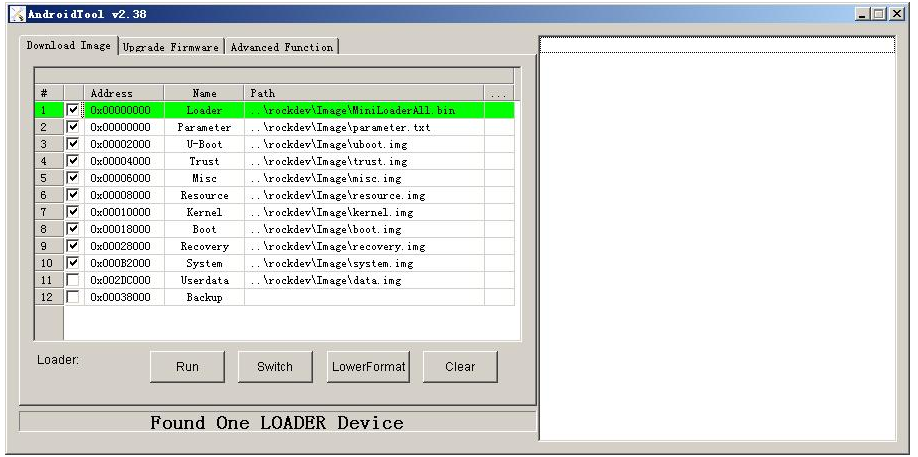 AndroidTool v2.38
Download Image Upgrade Firmware Advanced Function
# Address Name Path ...
1 0x00000000 Loader ..\rockdev\Image\MiniLoaderAll.bin
2 0x00000000 Parameter ..\rockdev\Image\parameter.txt
3 0x00002000 U-Boot ..\rockdev\Image\uboot.img
4 0x00004000 Trust ..\rockdev\Image\trust.img
5 0x00006000 Misc ..\rockdev\Image\misc.img
6 0x00008000 Resource ..\rockdev\Image\resource.img
7 0x00010000 Kernel ..\rockdev\Image\kernel.img
8 0x00018000 Boot ..\rockdev\Image\boot.img
9 0x00028000 Recovery ..\rockdev\Image\recovery.img
10 0x000B2000 System ..\rockdev\Image\system.img
11 0x002DC000 Userdata ..\rockdev\Image\data.img
12 0x00038000 Backup
Loader: Run Switch LowerFormat Clear
Found One LOADER Device